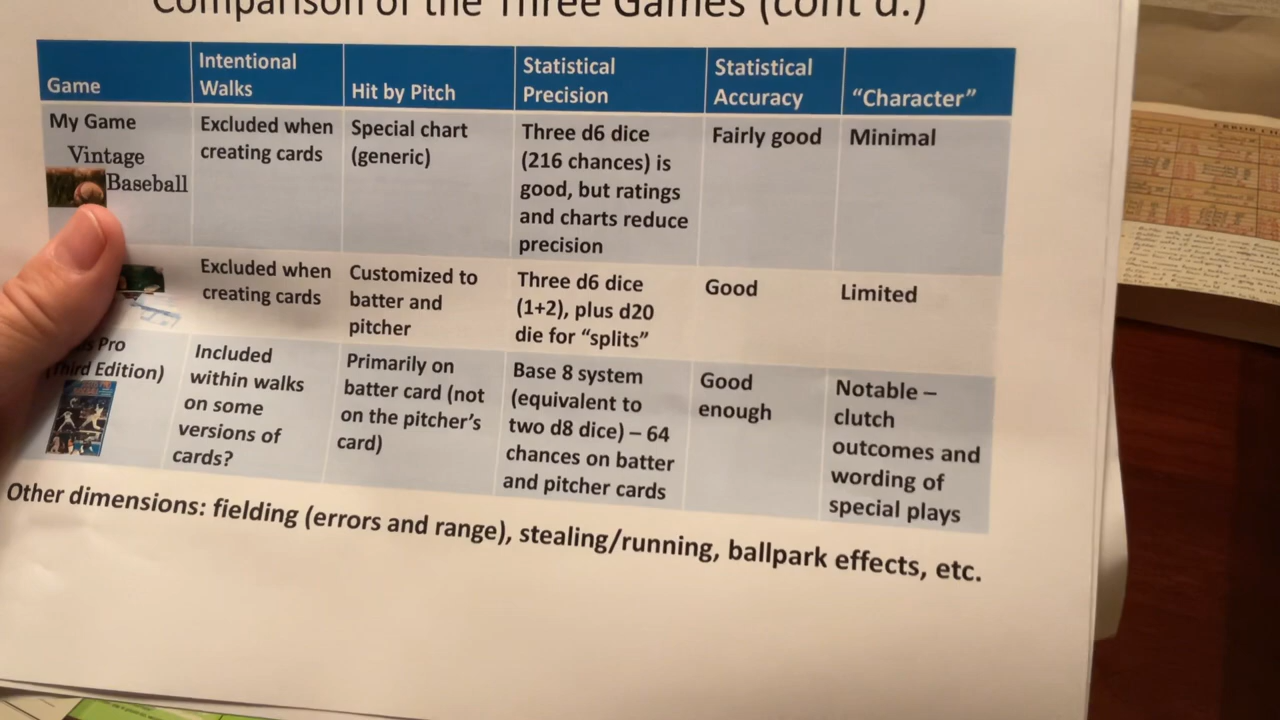 Comparison of the Three Games (cont'd.)
Game
Intentional
Walks
Hit by Pitch
Statistical
Precision
Statistical
Accuracy
“Character”
My Game
Vintage
Baseball
Excluded when
creating cards
Special chart
(generic)
Three d6 dice
(216 chances) is
good, but ratings
and charts reduce
precision
Fairly good
Minimal
Excluded when
creating cards
Customized to
batter and
pitcher
Three d6 dice
(1+2), plus d20
die for “splits”
Good
Limited
Pro
(Third Edition)
Included
within walks
on some
versions of
cards?
Primarily on
batter card (not
on the pitcher’s
card)
Base 8 system
(equivalent to
two d8 dice) – 64
chances on batter
and pitcher cards
Good
enough
Notable –
clutch
outcomes and
wording of
special plays
Other dimensions: fielding (errors and range), stealing/running, ballpark effects, etc.